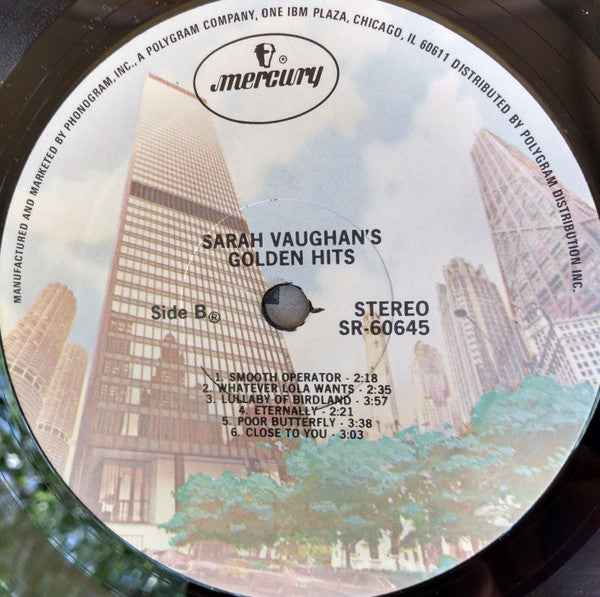 MANUFACTURED AND MARKETED BY PHONOGRAM, INC., A POLYGRAM COMPANY, ONE IBM PLAZA, CHICAGO, IL 60611 DISTRIBUTED BY POLYGRAM DISTRIBUTION INC.
mercury ®
SARAH VAUGHAN'S
GOLDEN HITS
Side B ℗
STEREO
SR-60645
1. SMOOTH OPERATOR · 2:18
2. WHATEVER LOLA WANTS · 2:35
3. LULLABY OF BIRDLAND · 3:57
4. ETERNALLY · 2:21
5. POOR BUTTERFLY · 3:38
6. CLOSE TO YOU · 3:03